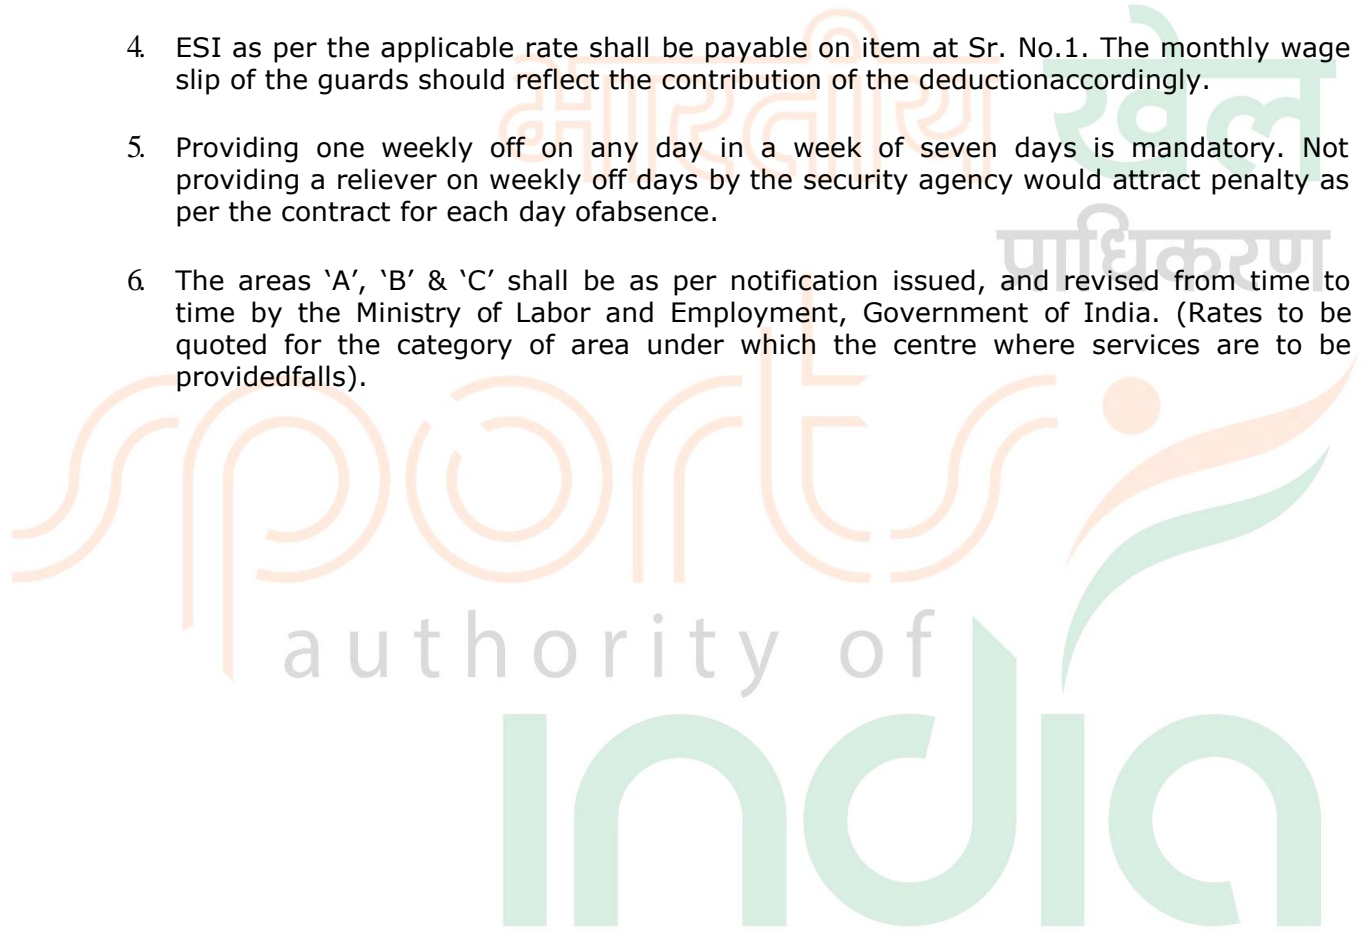 4. ESI as per the applicable rate shall be payable on item at Sr. No.1. The monthly wage
slip of the guards should reflect the contribution of the deductionaccordingly.
5. Providing one weekly off on any day in a week of seven days is mandatory. Not
providing a reliever on weekly off days by the security agency would attract penalty as
per the contract for each day ofabsence.
6. The areas ‘A’, ‘B’ & ‘C’ shall be as per notification issued, and revised from time to
time by the Ministry of Labor and Employment, Government of India. (Rates to be
quoted for the category of area under which the centre where services are to be
providedfalls).
भारतीय खेल
प्राधिकरण
sports
authority of
india